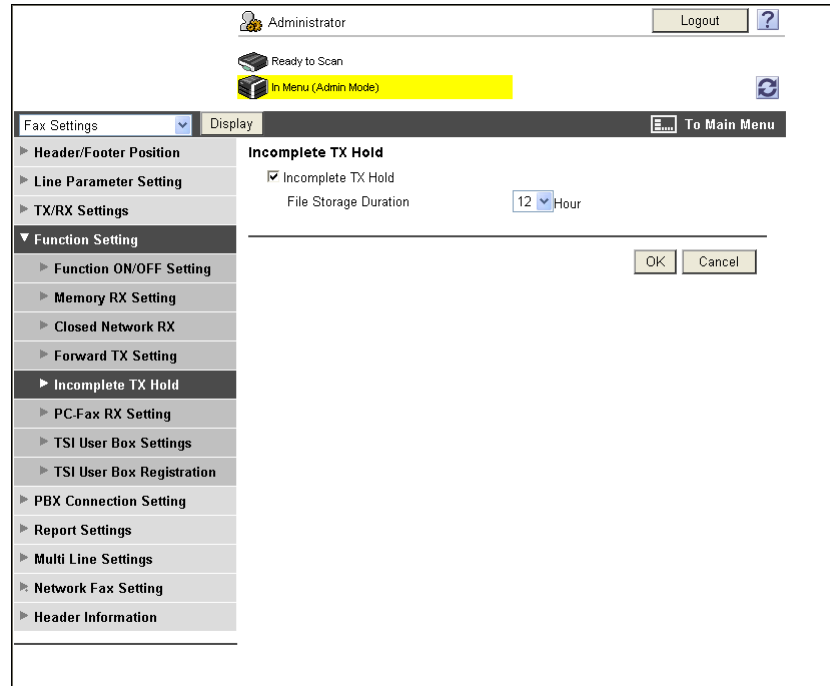 Administrator
Logout
?
Ready to Scan
In Menu (Admin Mode)
Fax Settings
Display
To Main Menu
Header/Footer Position
Line Parameter Setting
TX/RX Settings
Function Setting
Function ON/OFF Setting
Memory RX Setting
Closed Network RX
Forward TX Setting
Incomplete TX Hold
PC-Fax RX Setting
TSI User Box Settings
TSI User Box Registration
PBX Connection Setting
Report Settings
Multi Line Settings
Network Fax Setting
Header Information
Incomplete TX Hold
Incomplete TX Hold
File Storage Duration 12 Hour
OK Cancel